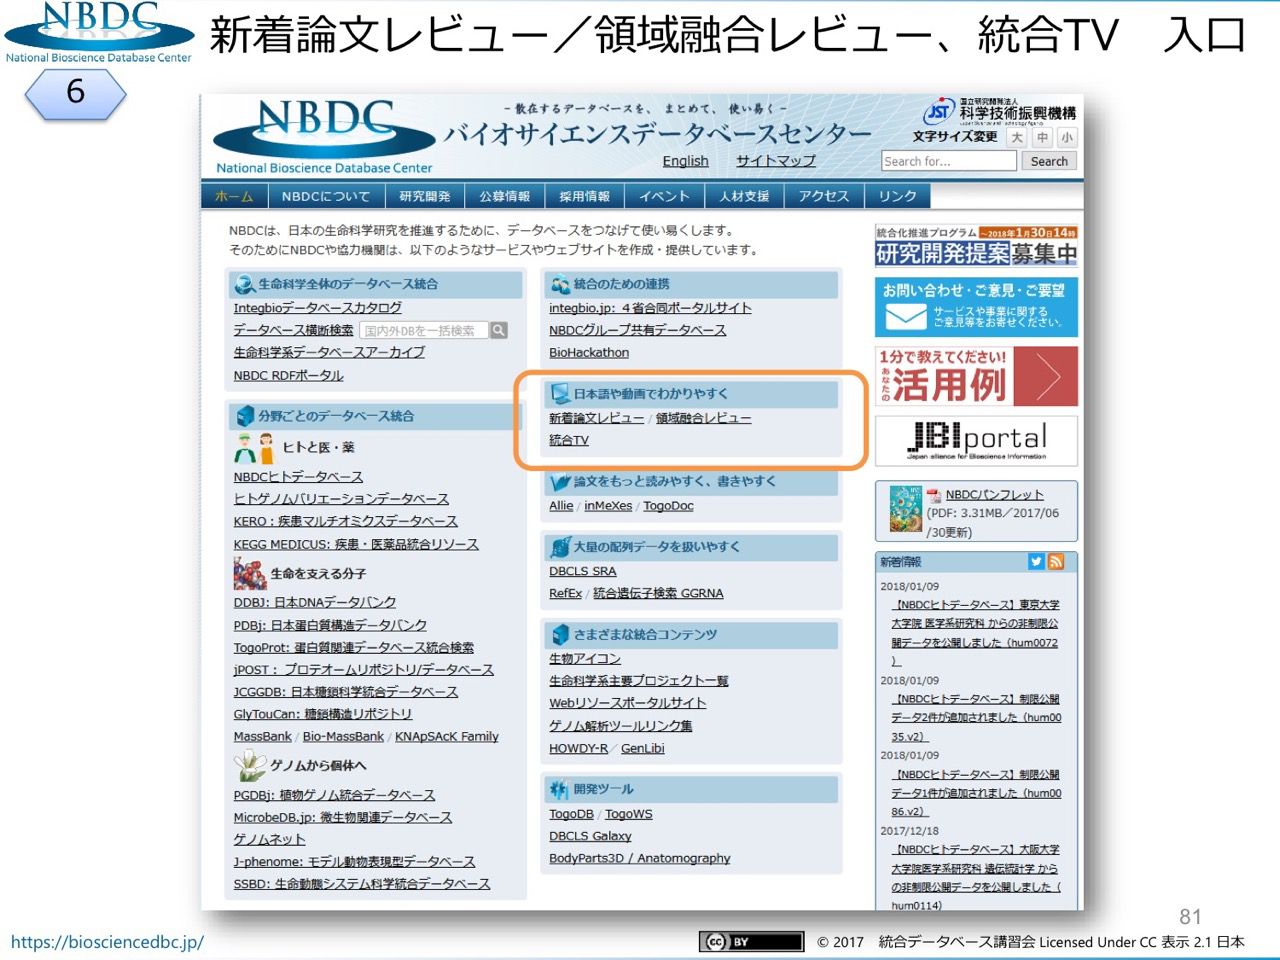 NBDC
National Bioscience Database Center
新着論文レビュー／領域融合レビュー、統合TV　入口
6
NBDC
National Bioscience Database Center
- 散在するデータベースを、まとめて、使い易く -
バイオサイエンスデータベースセンター
English サイトマップ
JST 国立研究開発法人
科学技術振興機構
文字サイズ変更 大 中 小
Search for... Search
ホーム NBDCについて 研究開発 公募情報 採用情報 イベント 人材支援 アクセス リンク
NBDCは、日本の生命科学研究を推進するために、データベースをつなげて使い易くします。
そのためにNBDCや協力機関は、以下のようなサービスやウェブサイトを作成・提供しています。
生命科学全体のデータベース統合
Integbioデータベースカタログ
データベース横断検索 国内外DBを一括検索
生命科学系データベースアーカイブ
NBDC RDFポータル
分野ごとのデータベース統合
ヒトと医・薬
NBDCヒトデータベース
ヒトゲノムバリエーションデータベース
KERO：疾患マルチオミクスデータベース
KEGG MEDICUS: 疾患・医薬品統合リソース
生命を支える分子
DDBJ: 日本DNAデータバンク
PDBj: 日本蛋白質構造データバンク
TogoProt: 蛋白質関連データベース統合検索
jPOST： プロテオームリポジトリ/データベース
JCGGDB: 日本糖鎖科学統合データベース
GlyTouCan: 糖鎖構造リポジトリ
MassBank / Bio-MassBank / KNApSAcK Family
ゲノムから個体へ
PGDBj: 植物ゲノム統合データベース
MicrobeDB.jp: 微生物関連データベース
ゲノムネット
J-phenome: モデル動物表現型データベース
SSBD: 生命動態システム科学統合データベース
統合のための連携
integbio.jp: ４省合同ポータルサイト
NBDCグループ共有データベース
BioHackathon
日本語や動画でわかりやすく
新着論文レビュー / 領域融合レビュー
統合TV
論文をもっと読みやすく、書きやすく
Allie / inMeXes / TogoDoc
大量の配列データを扱いやすく
DBCLS SRA
RefEx / 統合遺伝子検索 GGRNA
さまざまな統合コンテンツ
生物アイコン
生命科学系主要プロジェクト一覧
Webリソースポータルサイト
ゲノム解析ツールリンク集
HOWDY-R／ GenLibi
開発ツール
TogoDB / TogoWS
DBCLS Galaxy
BodyParts3D / Anatomography
統合化推進プログラム ～2018年1月30日14時
研究開発提案募集中
お問い合わせ・ご意見・ご要望
サービスや事業に関する
ご意見等をお寄せください。
1分で教えてください!
あなたの活用例
JBIportal
Japan alliance for Bioscience Information
NBDCパンフレット
(PDF: 3.31MB／2017/06
/30更新)
新着情報
2018/01/09
【NBDCヒトデータベース】東京大学
大学院 医学系研究科 からの非制限公
開データを公開しました（hum0072
）
2018/01/09
【NBDCヒトデータベース】制限公開
データ2件が追加されました（hum00
35.v2）
2018/01/09
【NBDCヒトデータベース】制限公開
データ1件が追加されました（hum00
86.v2）
2017/12/18
【NBDCヒトデータベース】大阪大学
大学院医学系研究科 遺伝統計学 から
の非制限公開データを公開しました（
hum0114）
81
https://biosciencedbc.jp/
CC BY
© 2017　統合データベース講習会 Licensed Under CC 表示 2.1 日本